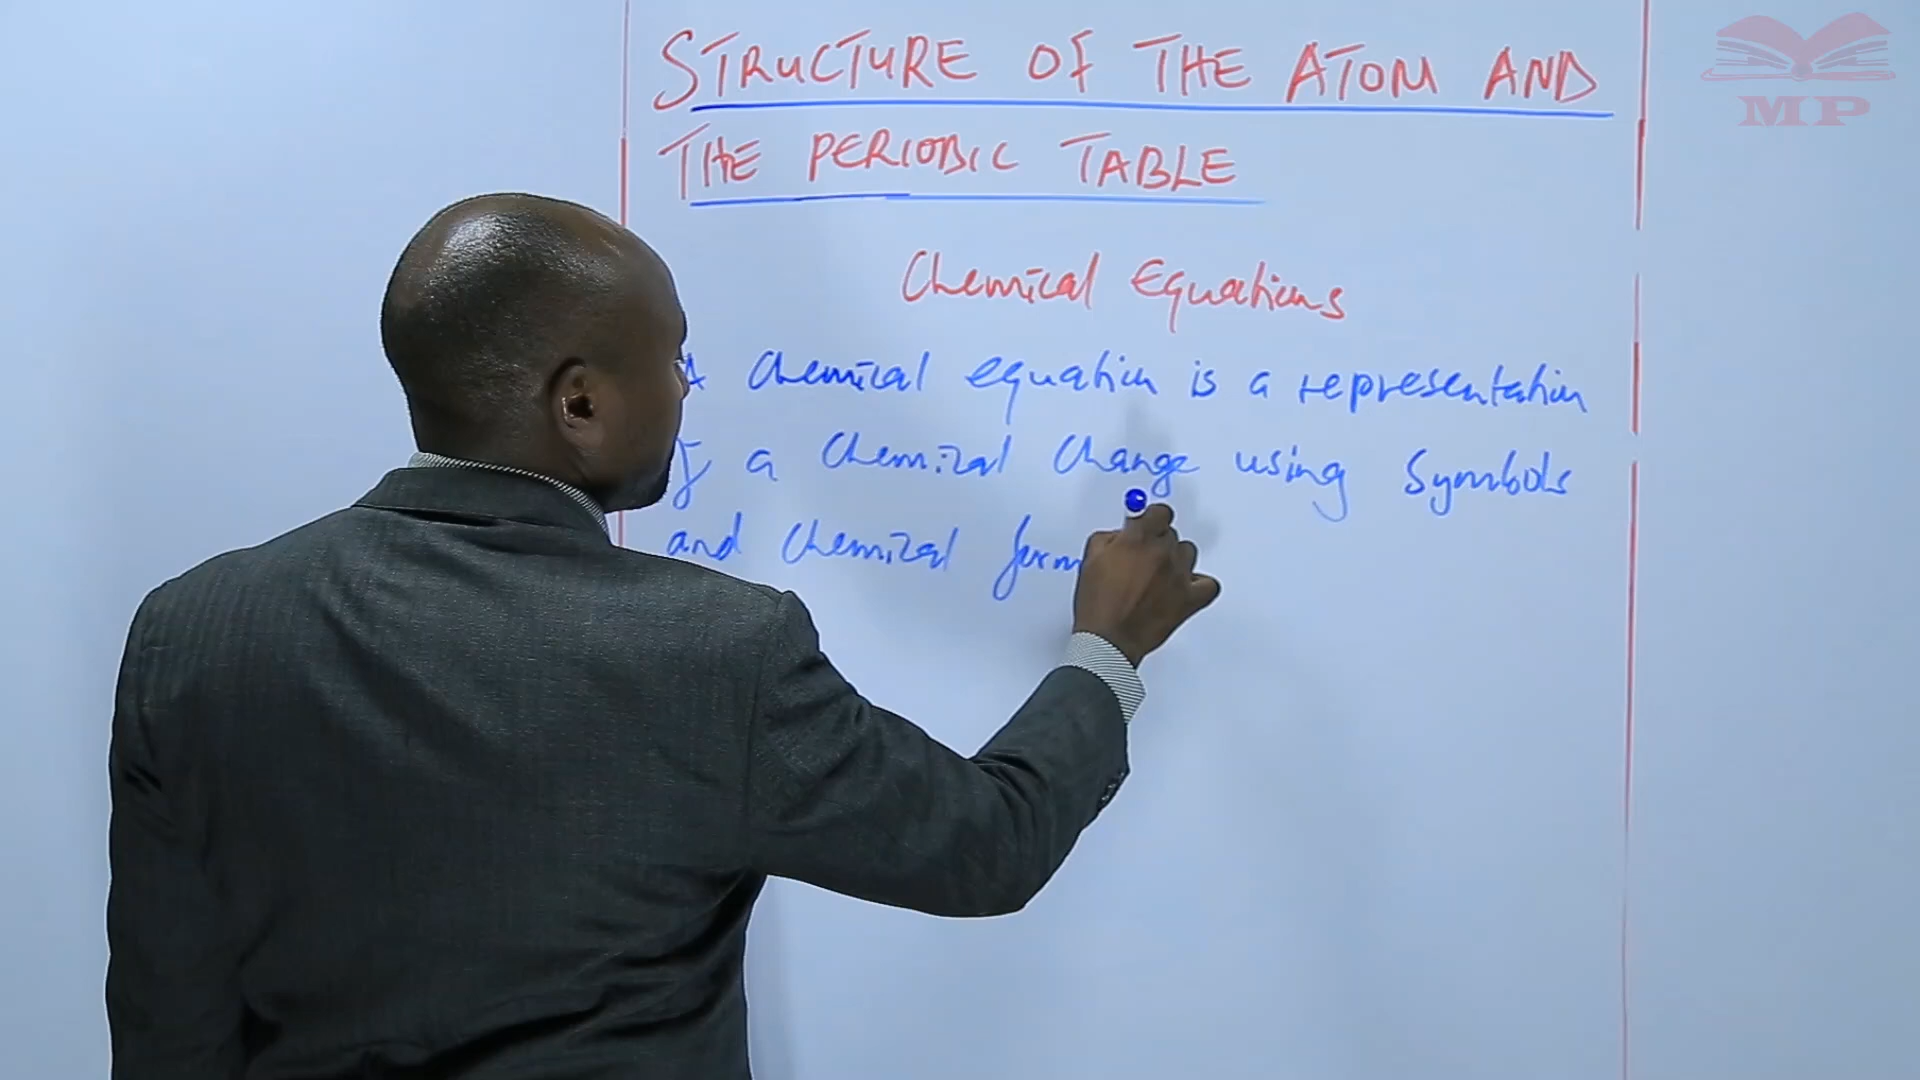 STRUCTURE OF THE ATOM AND
THE PERIODIC TABLE
Chemical Equations
A chemical equation is a representation
of a chemical change using symbols
and chemical form
MP